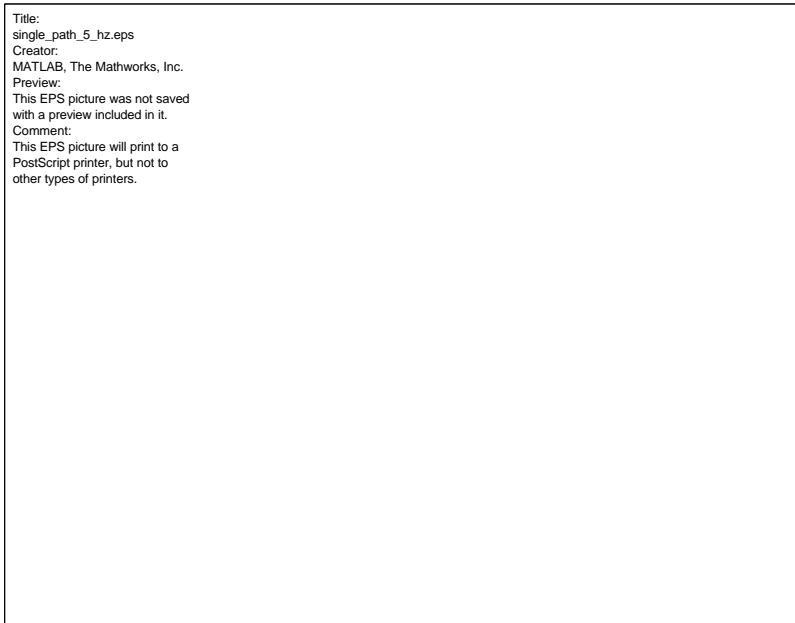 Title:
single_path_5_hz.eps
Creator:
MATLAB, The Mathworks, Inc.
Preview:
This EPS picture was not saved
with a preview included in it.
Comment:
This EPS picture will print to a
PostScript printer, but not to
other types of printers.